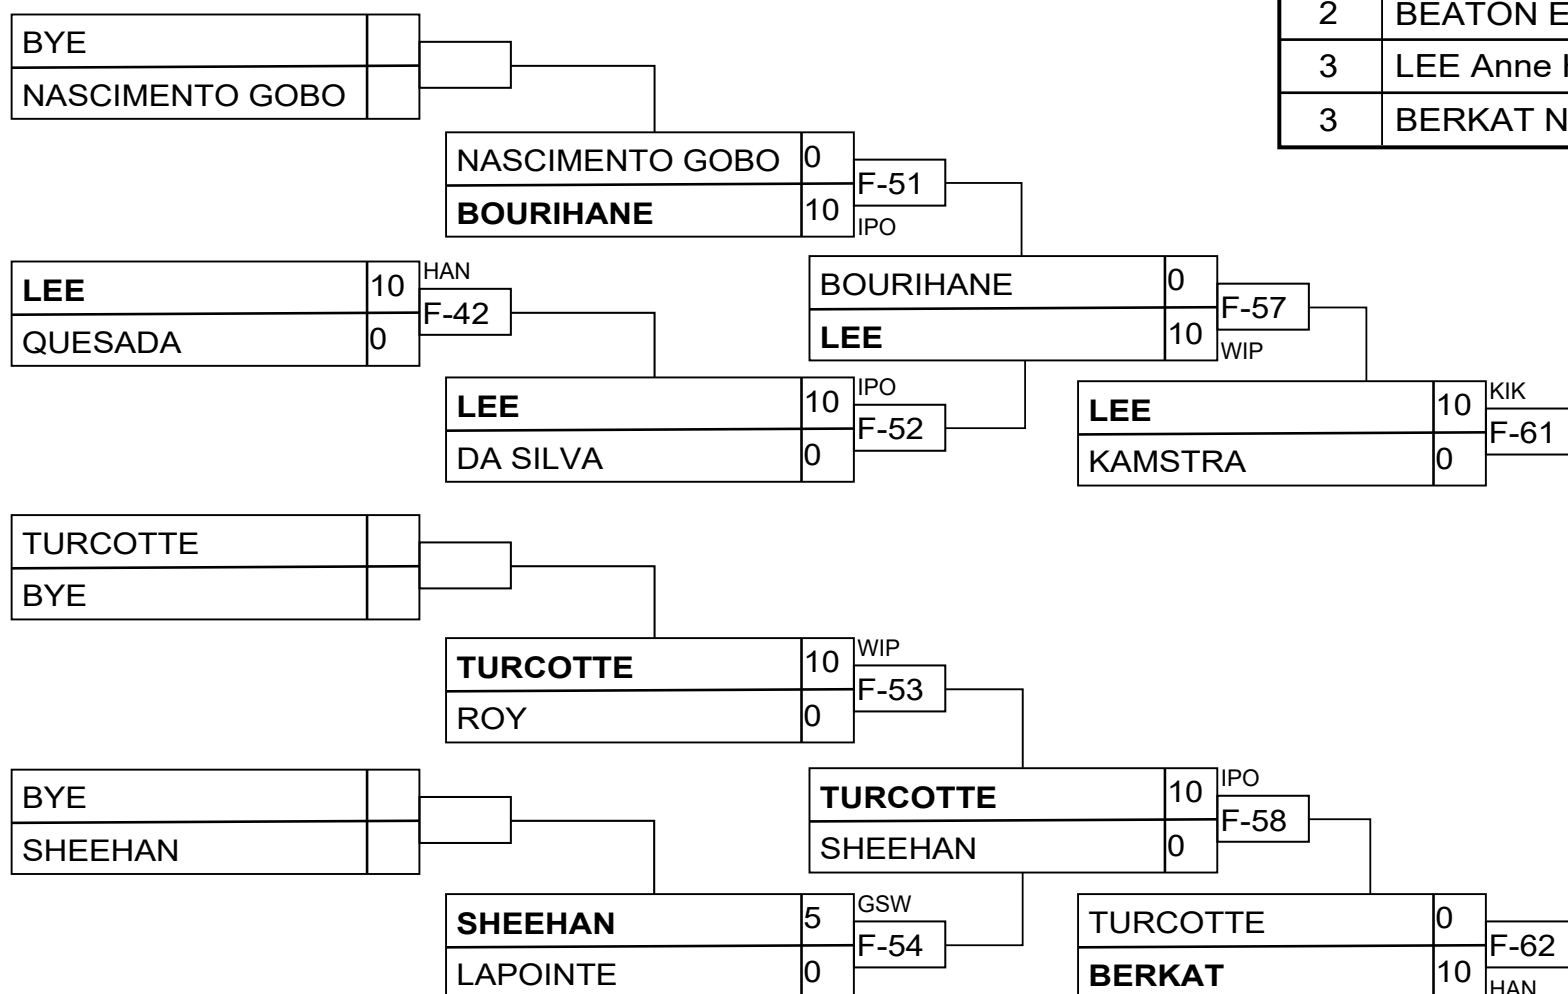 2 BEATON E
3 LEE Anne
3 BERKAT N
BYE
NASCIMENTO GOBO
NASCIMENTO GOBO 0
F-51
BOURIHANE 10
IPO
LEE 10
HAN
F-42
QUESADA 0
LEE 10
IPO
F-52
DA SILVA 0
BOURIHANE 0
F-57
LEE 10
WIP
LEE 10
KIK
F-61
KAMSTRA 0
TURCOTTE
BYE
TURCOTTE 10
WIP
F-53
ROY 0
BYE
SHEEHAN
SHEEHAN 5
GSW
F-54
LAPOINTE 0
TURCOTTE 10
IPO
F-58
SHEEHAN 0
TURCOTTE 0
F-62
BERKAT 10
HAN